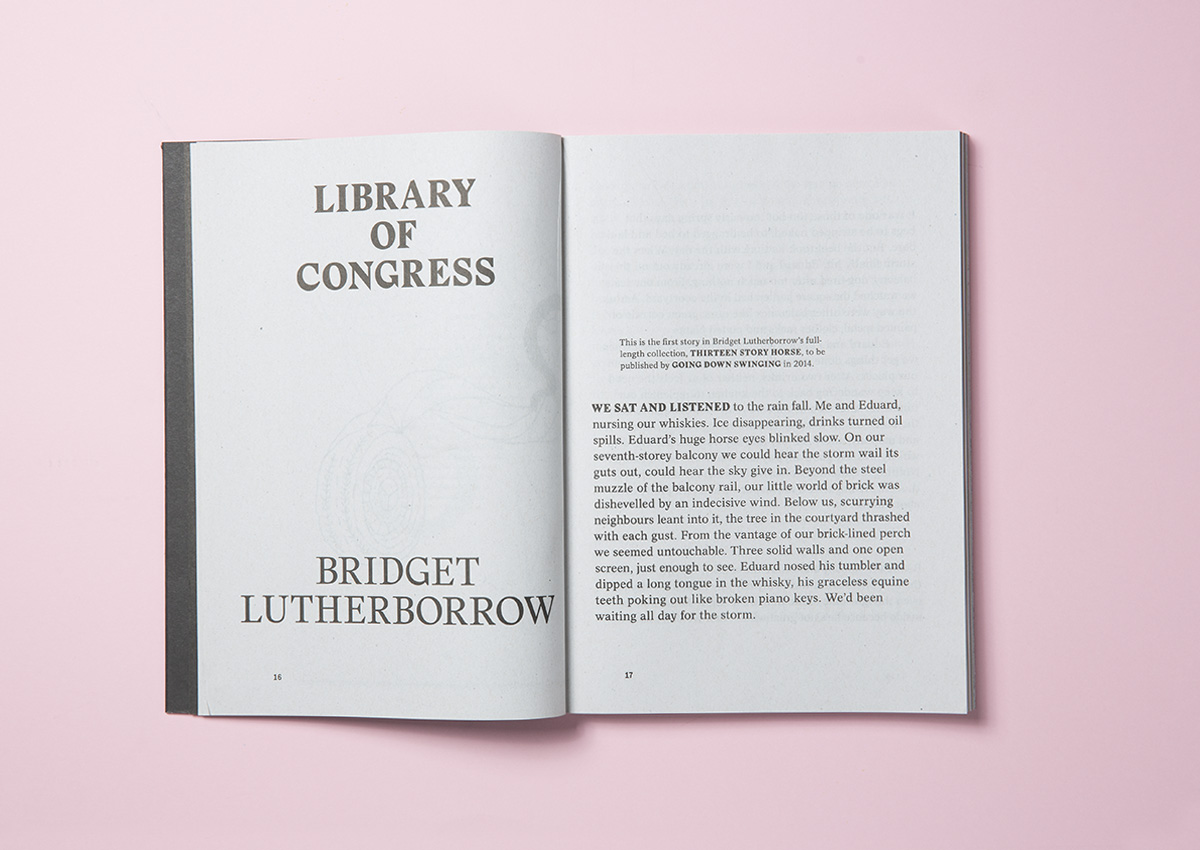 LIBRARY
OF
CONGRESS
BRIDGET
LUTHERBORROW
16
This is the first story in Bridget Lutherborrow's full-
length collection, THIRTEEN STORY HORSE, to be
published by GOING DOWN SWINGING in 2014.
WE SAT AND LISTENED to the rain fall. Me and Eduard,
nursing our whiskies. Ice disappearing, drinks turned oil
spills. Eduard's huge horse eyes blinked slow. On our
seventh-storey balcony we could hear the storm wail its
guts out, could hear the sky give in. Beyond the steel
muzzle of the balcony rail, our little world of brick was
dishevelled by an indecisive wind. Below us, scurrying
neighbours leant into it, the tree in the courtyard thrashed
with each gust. From the vantage of our brick-lined perch
we seemed untouchable. Three solid walls and one open
screen, just enough to see. Eduard nosed his tumbler and
dipped a long tongue in the whisky, his graceless equine
teeth poking out like broken piano keys. We'd been
waiting all day for the storm.
17